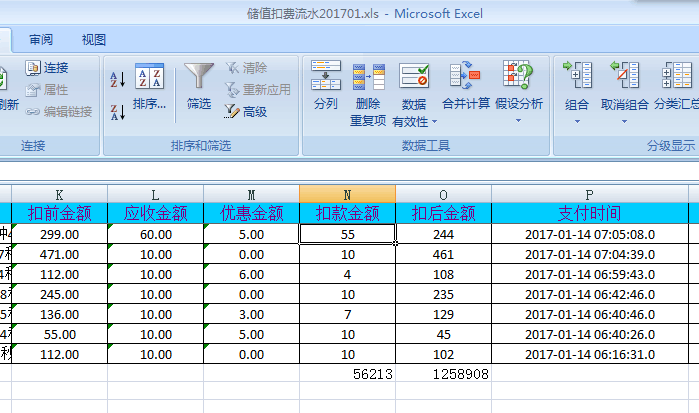 储值扣费流水201701.xls - Microsoft Excel
审阅 视图
连接 清除
属性 重新应用
刷新 编辑链接 排序... 筛选 高级 分列 删除重复项 数据有效性 合并计算 假设分析 组合 取消组合 分类汇总
连接 排序和筛选 数据工具 分级显示
K L M N O P
扣前金额 应收金额 优惠金额 扣款金额 扣后金额 支付时间
299.00 60.00 5.00 55 244 2017-01-14 07:05:08.0
471.00 10.00 0.00 10 461 2017-01-14 07:04:39.0
112.00 10.00 6.00 4 108 2017-01-14 06:59:43.0
245.00 10.00 0.00 10 235 2017-01-14 06:42:46.0
136.00 10.00 3.00 7 129 2017-01-14 06:40:46.0
55.00 10.00 5.00 10 45 2017-01-14 06:40:26.0
112.00 10.00 0.00 10 102 2017-01-14 06:16:31.0
56213 1258908